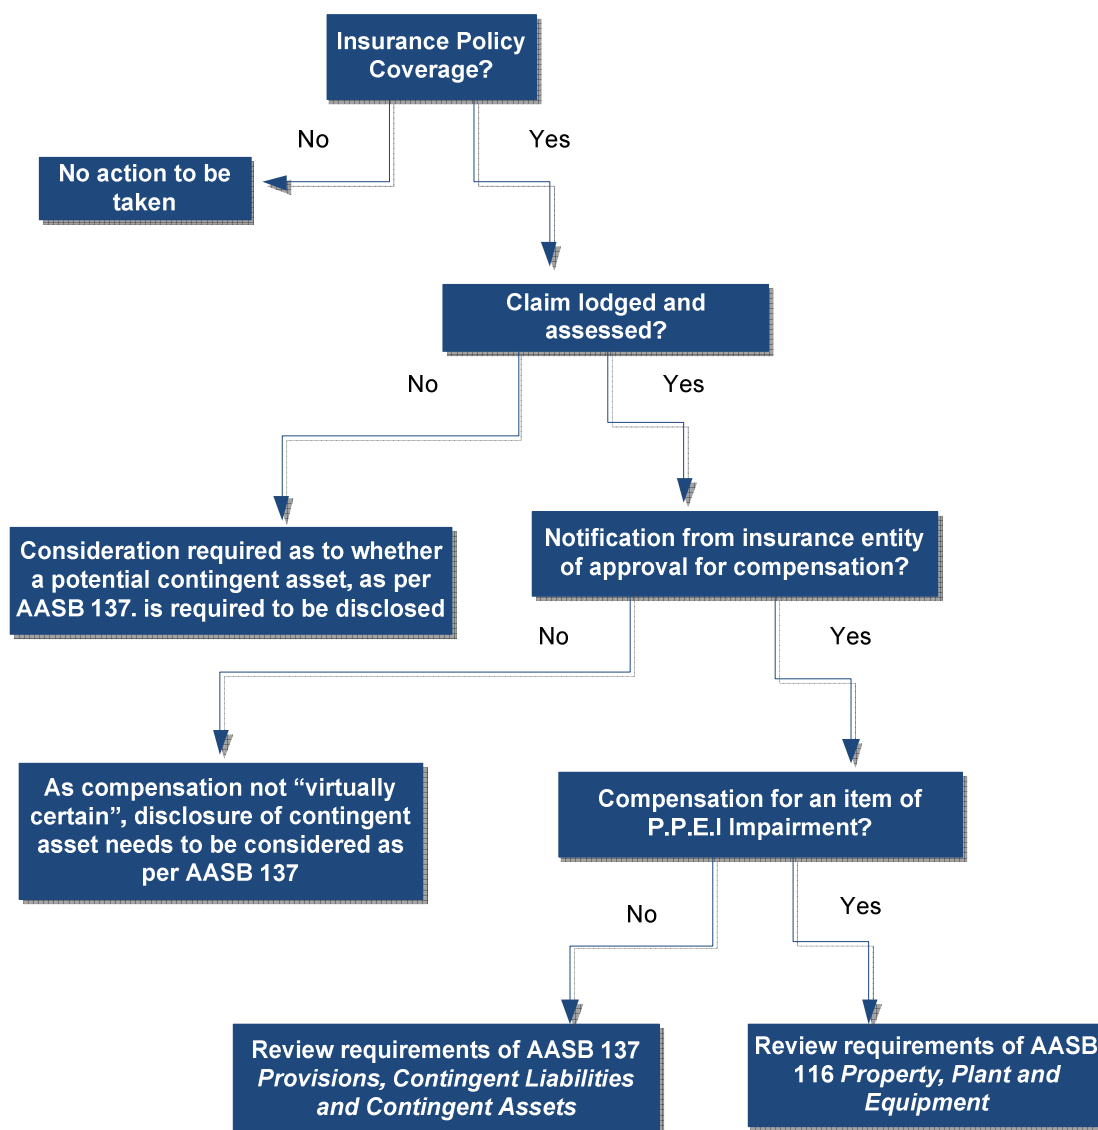 Insurance Policy
Coverage?
No
Yes
No action to be
taken
Claim lodged and
assessed?
No
Yes
Consideration required as to whether
a potential contingent asset, as per
AASB 137. is required to be disclosed
Notification from insurance entity
of approval for compensation?
No
Yes
As compensation not “virtually
certain”, disclosure of contingent
asset needs to be considered as
per AASB 137
Compensation for an item of
P.P.E.I Impairment?
No
Yes
Review requirements of AASB 137
Provisions, Contingent Liabilities
and Contingent Assets
Review requirements of AASB
116 Property, Plant and
Equipment